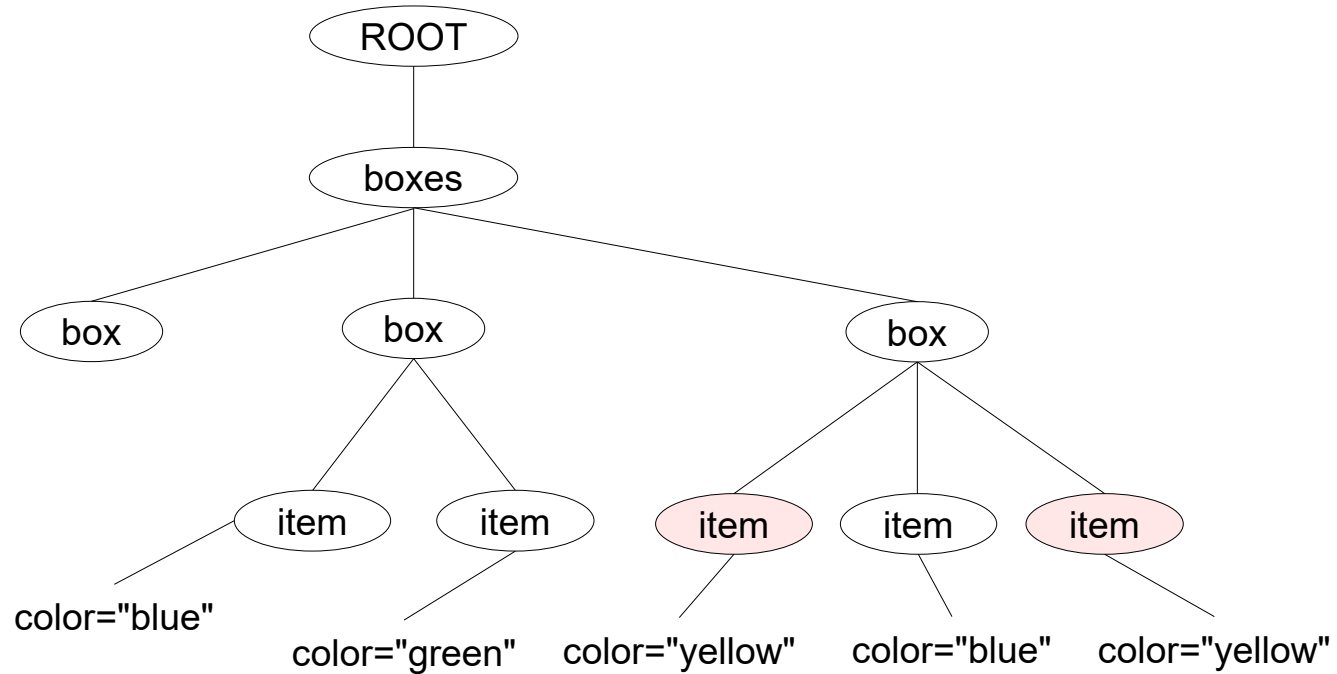 ROOT
boxes
box
box
box
item
item
item
item
item
color="blue"
color="green"
color="yellow"
color="blue"
color="yellow"